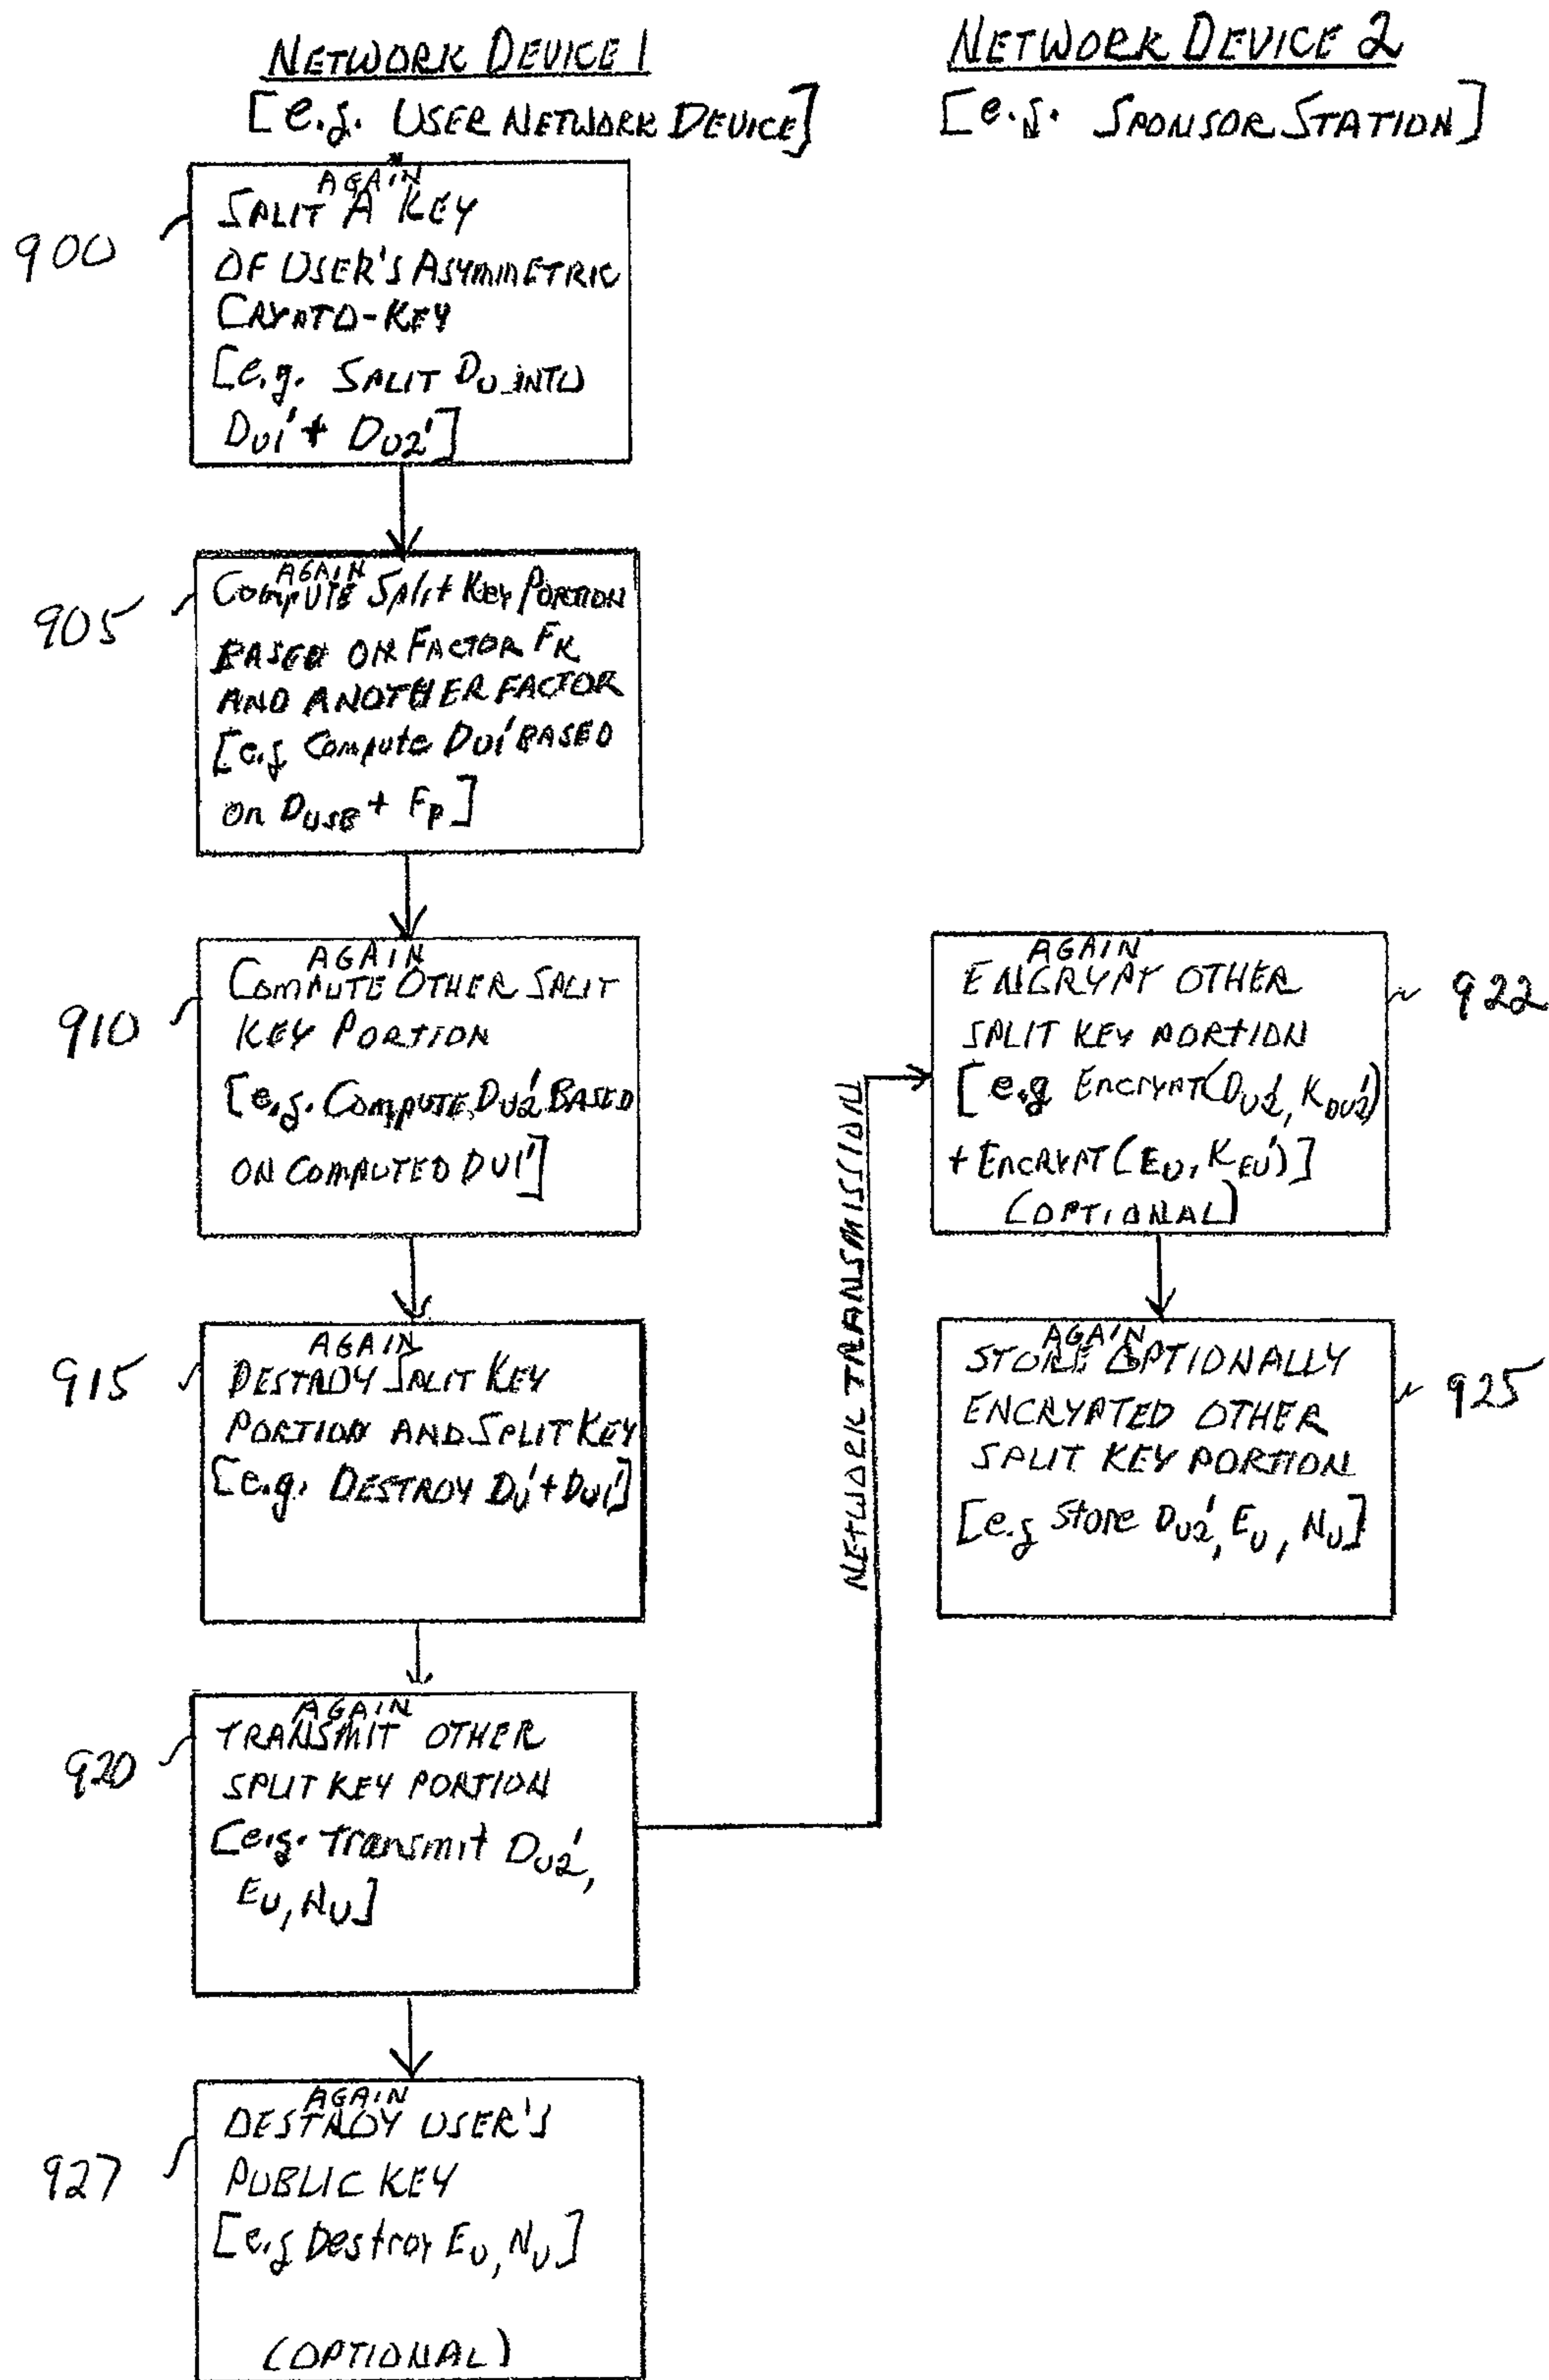 NETWORK DEVICE 1
[e.g. USER NETWORK DEVICE]
NETWORK DEVICE 2
[e.g. SPONSOR STATION]
900
AGAIN
SPLIT A KEY
OF USER'S ASYMMETRIC
CRYPTO-KEY
[e.g. SPLIT DU INTO
DU1' + DU2']
905
AGAIN
COMPUTE Split Key PORTION
BASED ON FACTOR FK
AND ANOTHER FACTOR
[e.g Compute DU1' BASED
on DUSB + FP]
910
AGAIN
COMPUTE OTHER SPLIT
KEY PORTION
[e.g. COMPUTE DU2' BASED
ON COMPUTED DU1']
915
AGAIN
DESTROY SPLIT KEY
PORTION AND SPLIT KEY
[e.g. DESTROY DU' + DU1']
920
AGAIN
TRANSMIT OTHER
SPLIT KEY PORTION
[e.g. Transmit DU2',
EU, NU]
927
AGAIN
DESTROY USER'S
PUBLIC KEY
[e.g Destroy EU, NU]
(OPTIONAL)
NETWORK TRANSMISSION
922
AGAIN
ENCRYPT OTHER
SPLIT KEY PORTION
[e.g ENCRYPT(DU2', KDU2')
+ ENCRYPT(EU, KEU')]
(OPTIONAL)
925
AGAIN
STORE OPTIONALLY
ENCRYPTED OTHER
SPLIT KEY PORTION
[e.g Store DU2', EU, NU]